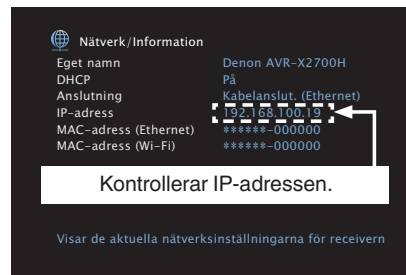 Nätverk/Information
Eget namn Denon AVR-X2700H
DHCP På
Anslutning Kabelanslut. (Ethernet)
IP-adress 192.168.100.19
MAC-adress (Ethernet) ******-000000
MAC-adress (Wi-Fi) ******-000000
Kontrollerar IP-adressen.
Visar de aktuella nätverksinställningarna för receivern